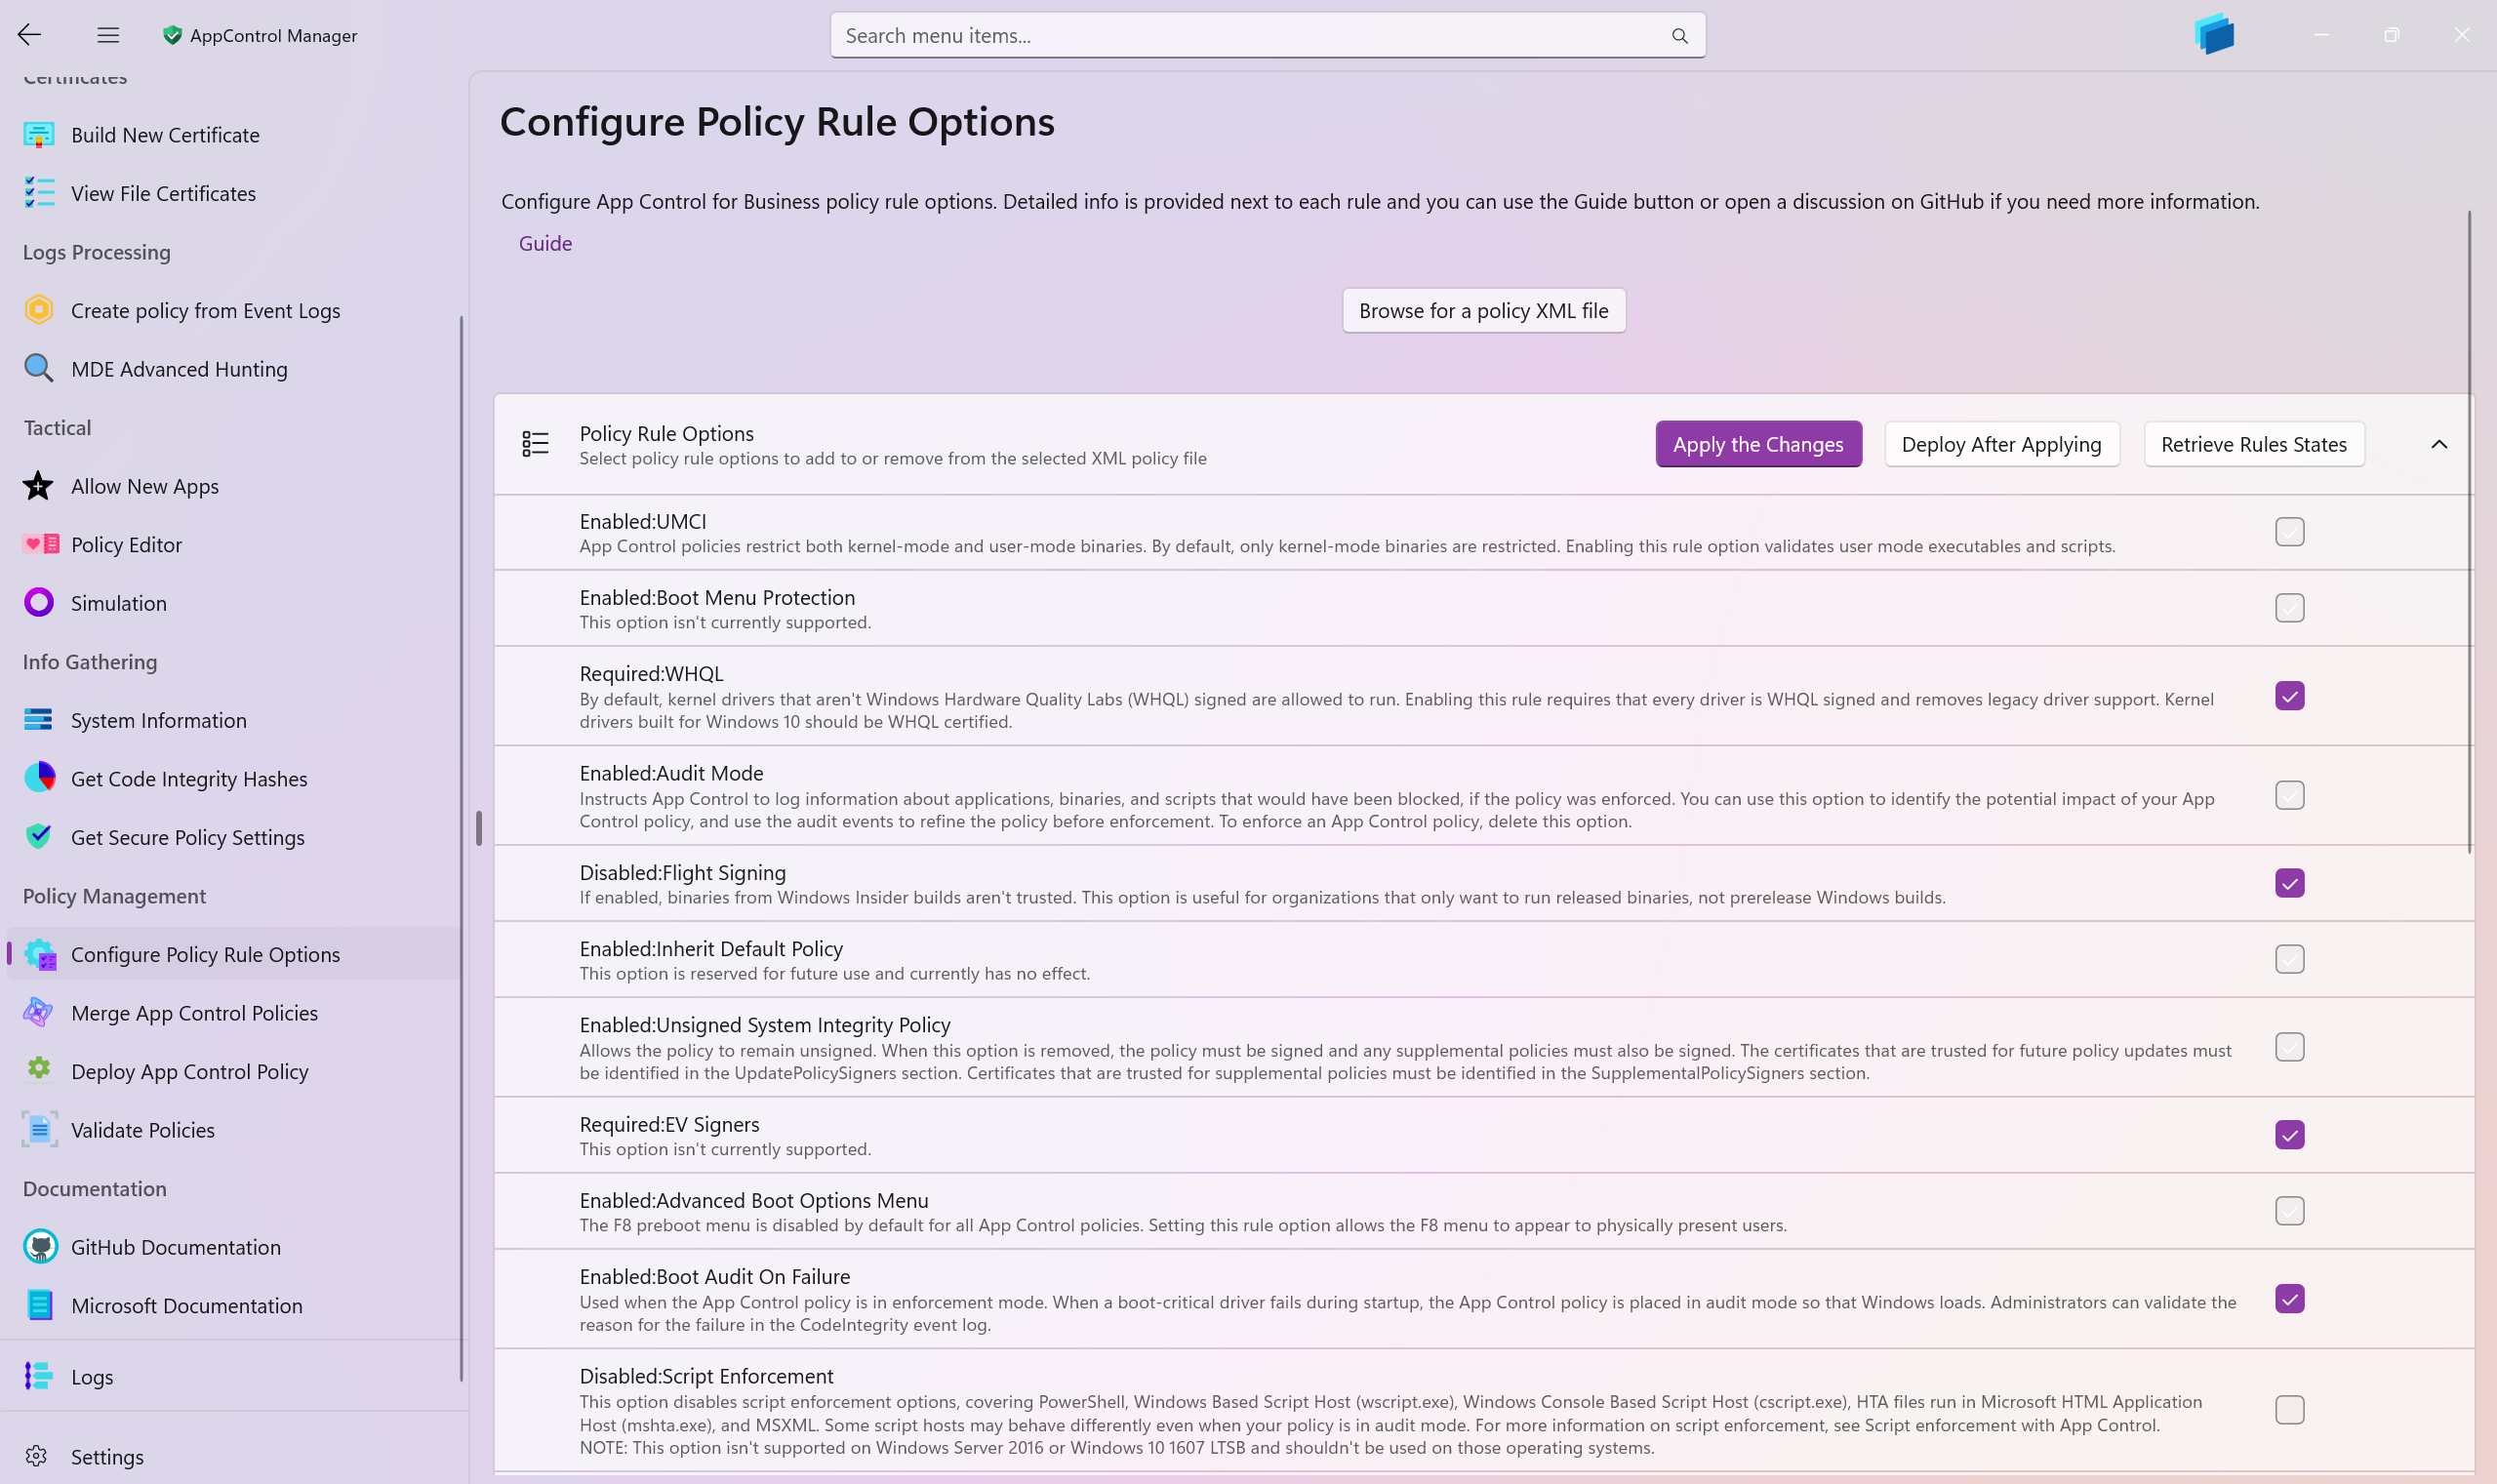 AppControl Manager
Search menu items...
Certificates
Build New Certificate
View File Certificates
Logs Processing
Create policy from Event Logs
MDE Advanced Hunting
Tactical
Allow New Apps
Policy Editor
Simulation
Info Gathering
System Information
Get Code Integrity Hashes
Get Secure Policy Settings
Policy Management
Configure Policy Rule Options
Merge App Control Policies
Deploy App Control Policy
Validate Policies
Documentation
GitHub Documentation
Microsoft Documentation
Logs
Settings
Configure Policy Rule Options
Configure App Control for Business policy rule options. Detailed info is provided next to each rule and you can use the Guide button or open a discussion on GitHub if you need more information.
Guide
Browse for a policy XML file
Policy Rule Options
Select policy rule options to add to or remove from the selected XML policy file
Apply the Changes
Deploy After Applying
Retrieve Rules States
Enabled:UMCI
App Control policies restrict both kernel-mode and user-mode binaries. By default, only kernel-mode binaries are restricted. Enabling this rule option validates user mode executables and scripts.
Enabled:Boot Menu Protection
This option isn't currently supported.
Required:WHQL
By default, kernel drivers that aren't Windows Hardware Quality Labs (WHQL) signed are allowed to run. Enabling this rule requires that every driver is WHQL signed and removes legacy driver support. Kernel
drivers built for Windows 10 should be WHQL certified.
Enabled:Audit Mode
Instructs App Control to log information about applications, binaries, and scripts that would have been blocked, if the policy was enforced. You can use this option to identify the potential impact of your App
Control policy, and use the audit events to refine the policy before enforcement. To enforce an App Control policy, delete this option.
Disabled:Flight Signing
If enabled, binaries from Windows Insider builds aren't trusted. This option is useful for organizations that only want to run released binaries, not prerelease Windows builds.
Enabled:Inherit Default Policy
This option is reserved for future use and currently has no effect.
Enabled:Unsigned System Integrity Policy
Allows the policy to remain unsigned. When this option is removed, the policy must be signed and any supplemental policies must also be signed. The certificates that are trusted for future policy updates must
be identified in the UpdatePolicySigners section. Certificates that are trusted for supplemental policies must be identified in the SupplementalPolicySigners section.
Required:EV Signers
This option isn't currently supported.
Enabled:Advanced Boot Options Menu
The F8 preboot menu is disabled by default for all App Control policies. Setting this rule option allows the F8 menu to appear to physically present users.
Enabled:Boot Audit On Failure
Used when the App Control policy is in enforcement mode. When a boot-critical driver fails during startup, the App Control policy is placed in audit mode so that Windows loads. Administrators can validate the
reason for the failure in the CodeIntegrity event log.
Disabled:Script Enforcement
This option disables script enforcement options, covering PowerShell, Windows Based Script Host (wscript.exe), Windows Console Based Script Host (cscript.exe), HTA files run in Microsoft HTML Application
Host (mshta.exe), and MSXML. Some script hosts may behave differently even when your policy is in audit mode. For more information on script enforcement, see Script enforcement with App Control.
NOTE: This option isn't supported on Windows Server 2016 or Windows 10 1607 LTSB and shouldn't be used on those operating systems.